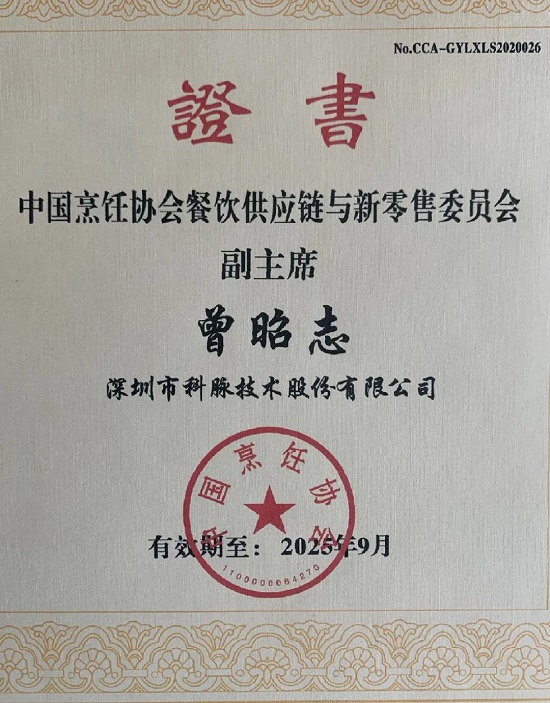 No.CCA-GYLXLS2020026
證書
中国烹饪协会餐饮供应链与新零售委员会
副主席
曾昭志
深圳市科脉技术股份有限公司
中国烹饪协会
有效期至：2025年9月
1100000064270